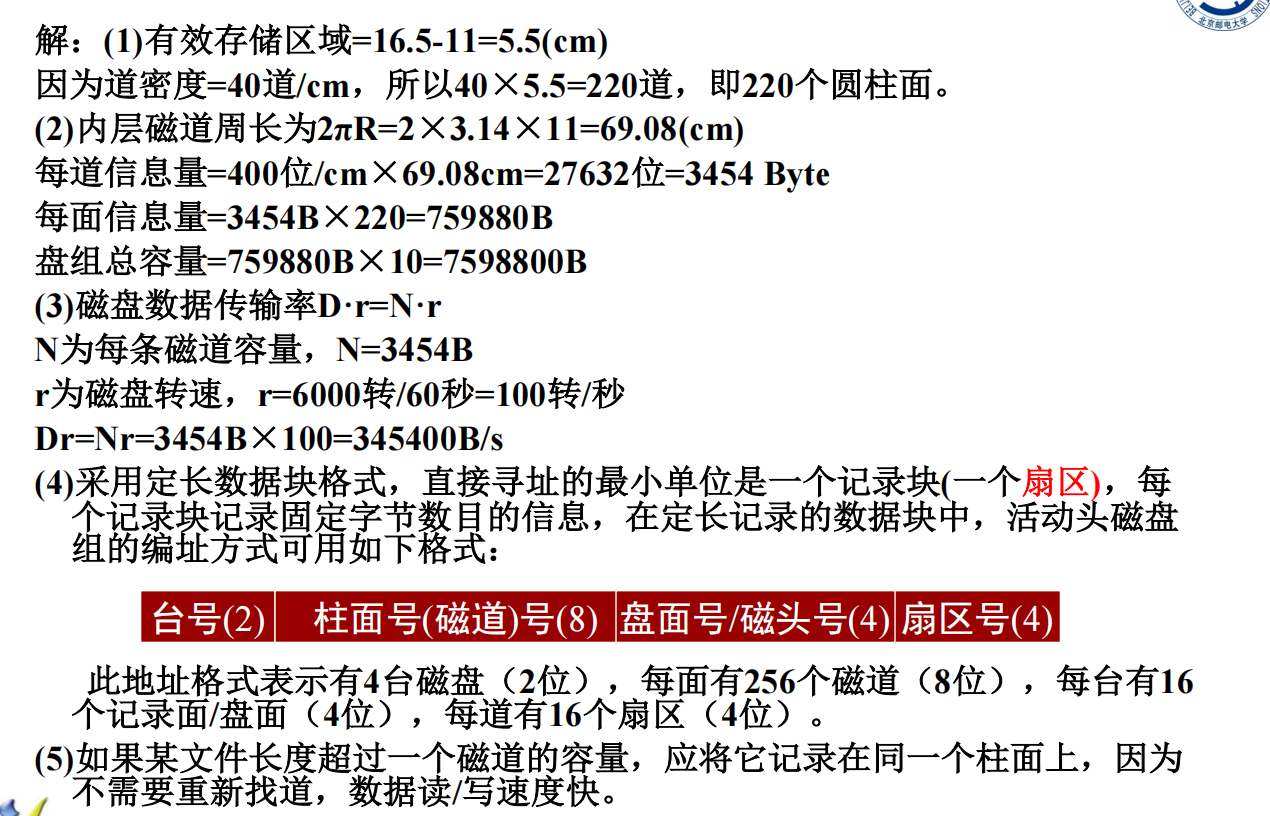 北京邮电大学
解：(1)有效存储区域=16.5-11=5.5(cm)
因为道密度=40道/cm，所以40×5.5=220道，即220个圆柱面。
(2)内层磁道周长为2πR=2×3.14×11=69.08(cm)
每道信息量=400位/cm×69.08cm=27632位=3454 Byte
每面信息量=3454B×220=759880B
盘组总容量=759880B×10=7598800B
(3)磁盘数据传输率D·r=N·r
N为每条磁道容量，N=3454B
r为磁盘转速，r=6000转/60秒=100转/秒
Dr=Nr=3454B×100=345400B/s
(4)采用定长数据块格式，直接寻址的最小单位是一个记录块(一个扇区)，每
个记录块记录固定字节数目的信息，在定长记录的数据块中，活动头磁盘
组的编址方式可用如下格式：
台号(2) 柱面号(磁道)号(8) 盘面号/磁头号(4) 扇区号(4)
此地址格式表示有4台磁盘（2位），每面有256个磁道（8位），每台有16
个记录面/盘面（4位），每道有16个扇区（4位）。
(5)如果某文件长度超过一个磁道的容量，应将它记录在同一个柱面上，因为
不需要重新找道，数据读/写速度快。